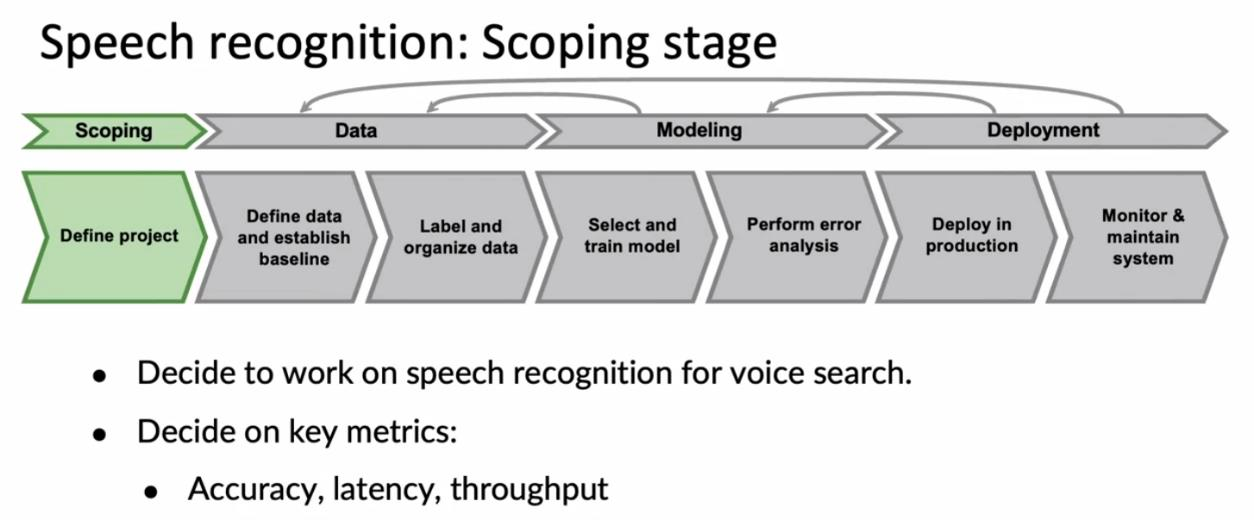 Speech recognition: Scoping stage
Scoping
Data
Modeling
Deployment
Define project
Define data
and establish
baseline
Label and
organize data
Select and
train model
Perform error
analysis
Deploy in
production
Monitor &
maintain
system
• Decide to work on speech recognition for voice search.
• Decide on key metrics:
• Accuracy, latency, throughput